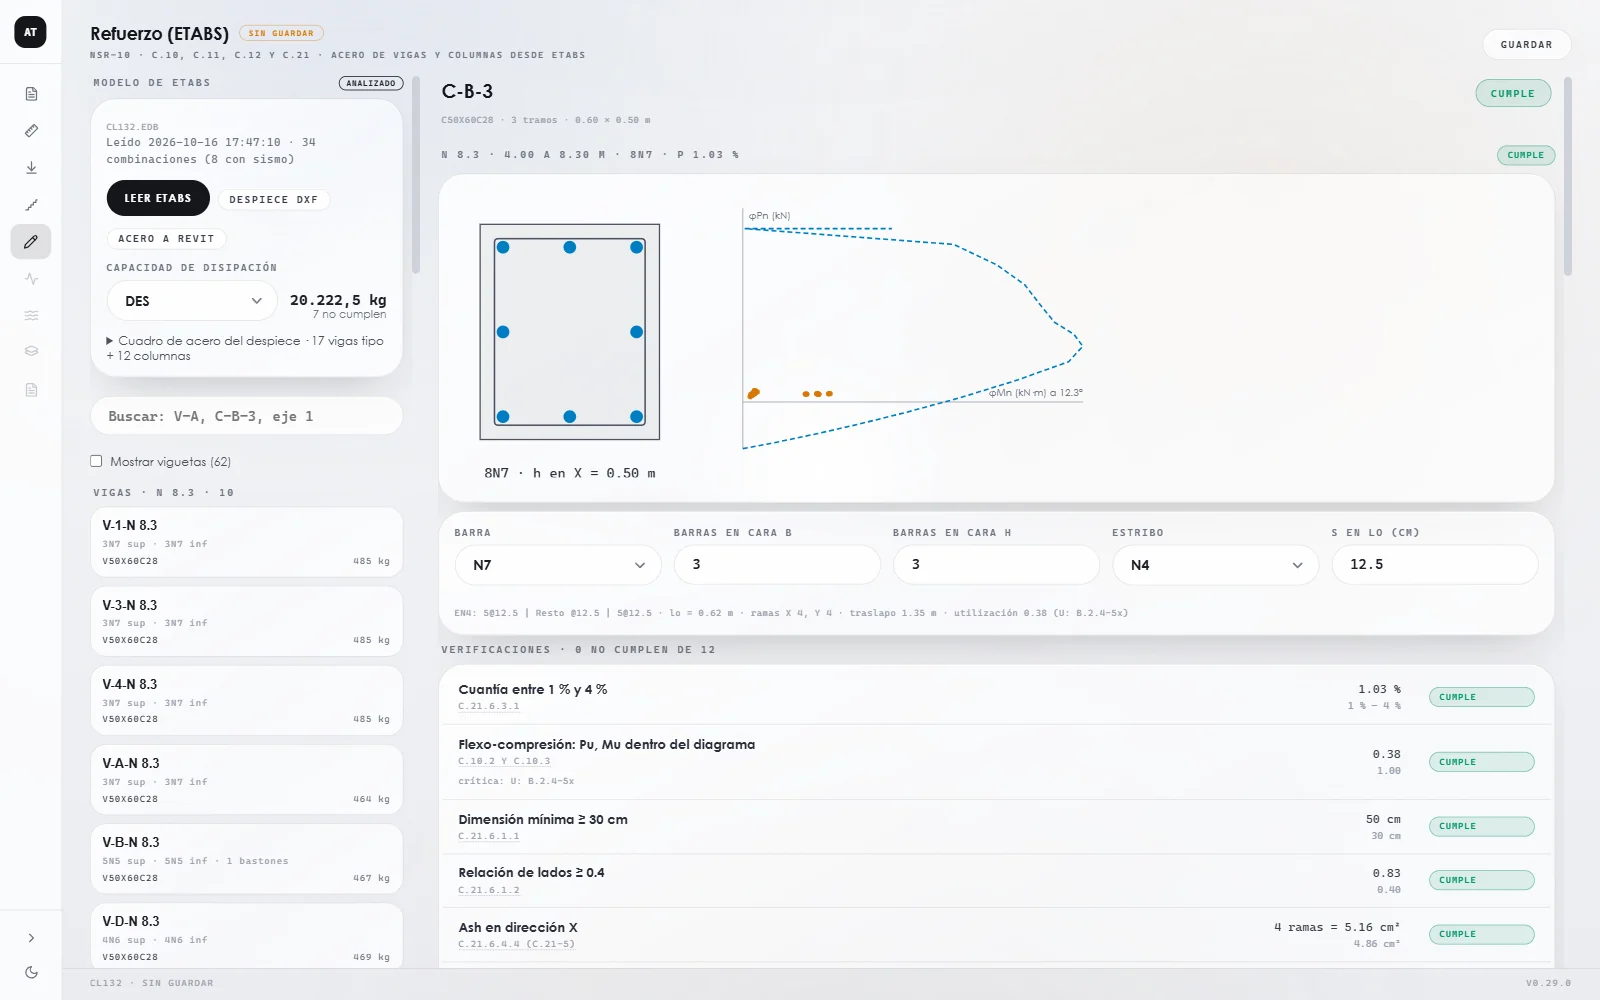 AT
Refuerzo (ETABS)
SIN GUARDAR
NSR-10 · C.10, C.11, C.12 Y C.21 · ACERO DE VIGAS Y COLUMNAS DESDE ETABS
GUARDAR
MODELO DE ETABS
ANALIZADO
CL132.EDB
Leído 2026-10-16 17:47:10 · 34
combinaciones (8 con sismo)
LEER ETABS
DESPIECE DXF
ACERO A REVIT
CAPACIDAD DE DISIPACIÓN
DES
20.222,5 kg
7 no cumplen
Cuadro de acero del despiece · 17 vigas tipo
+ 12 columnas
Buscar: V-A, C-B-3, eje 1
Mostrar viguetas (62)
VIGAS · N 8.3 · 10
V-1-N 8.3
3N7 sup · 3N7 inf
V50X60C28
485 kg
V-3-N 8.3
3N7 sup · 3N7 inf
V50X60C28
485 kg
V-4-N 8.3
3N7 sup · 3N7 inf
V50X60C28
485 kg
V-A-N 8.3
3N7 sup · 3N7 inf
V50X60C28
464 kg
V-B-N 8.3
5N5 sup · 5N5 inf · 1 bastones
V50X60C28
467 kg
V-D-N 8.3
4N6 sup · 4N6 inf
V50X60C28
469 kg
C-B-3
CUMPLE
C50X60C28 · 3 tramos · 0.60 × 0.50 m
N 8.3 · 4.00 A 8.30 M · 8N7 · Ρ 1.03 %
CUMPLE
φPn (kN)
φMn (kN·m) a 12.3°
8N7 · h en X = 0.50 m
BARRA
N7
BARRAS EN CARA B
3
BARRAS EN CARA H
3
ESTRIBO
N4
S EN LO (CM)
12.5
EN4: 5@12.5 | Resto @12.5 | 5@12.5 · lo = 0.62 m · ramas X 4, Y 4 · traslapo 1.35 m · utilización 0.38 (U: B.2.4-5x)
VERIFICACIONES · 0 NO CUMPLEN DE 12
Cuantía entre 1 % y 4 %
C.21.6.3.1
1.03 %
1 % – 4 %
CUMPLE
Flexo-compresión: Pu, Mu dentro del diagrama
C.10.2 Y C.10.3
crítica: U: B.2.4-5x
0.38
1.00
CUMPLE
Dimensión mínima ≥ 30 cm
C.21.6.1.1
50 cm
30 cm
CUMPLE
Relación de lados ≥ 0.4
C.21.6.1.2
0.83
0.40
CUMPLE
Ash en dirección X
C.21.6.4.4 (C.21-5)
4 ramas = 5.16 cm²
4.86 cm²
CUMPLE
CL132 · SIN GUARDAR
V0.29.0